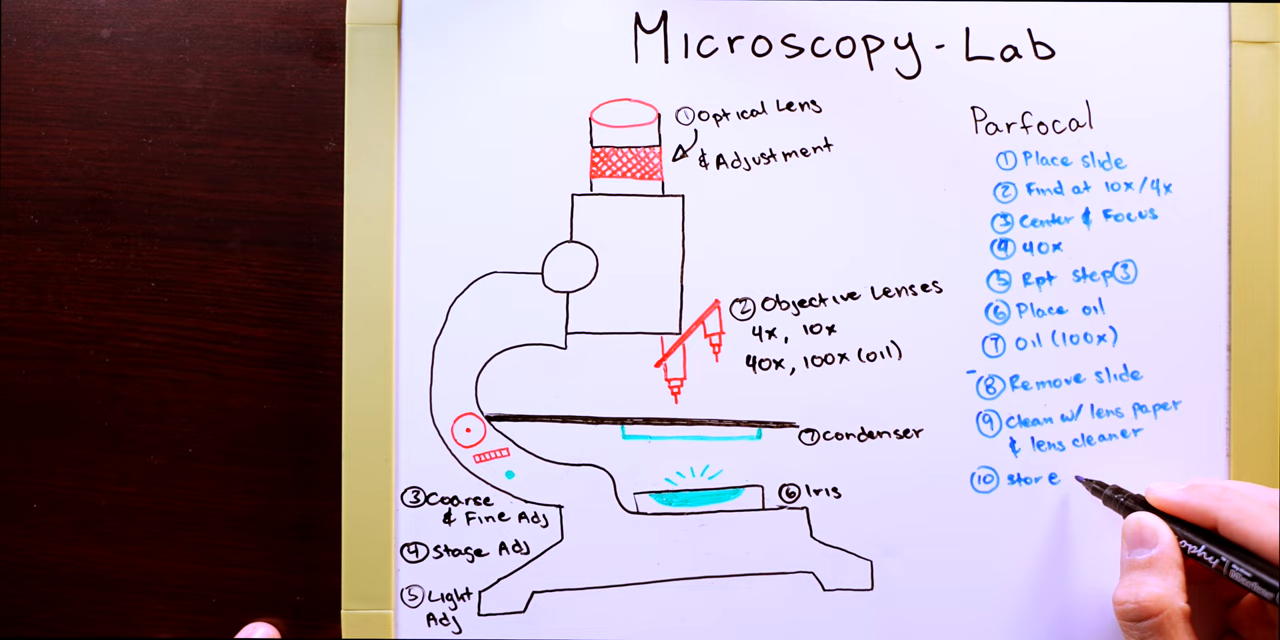 Microscopy - Lab
① Optical Lens
& Adjustment
② Objective Lenses
4x, 10x
40x, 100x (oil)
⑦ Condenser
⑥ Iris
③ Coarse
& Fine Adj
④ Stage Adj
⑤ Light
Adj
Parfocal
① Place slide
② Find at 10x/4x
③ Center & Focus
④ 40x
⑤ Rpt step ③
⑥ Place oil
⑦ Oil (100x)
⑧ Remove slide
⑨ Clean w/ lens paper
& lens cleaner
⑩ Store